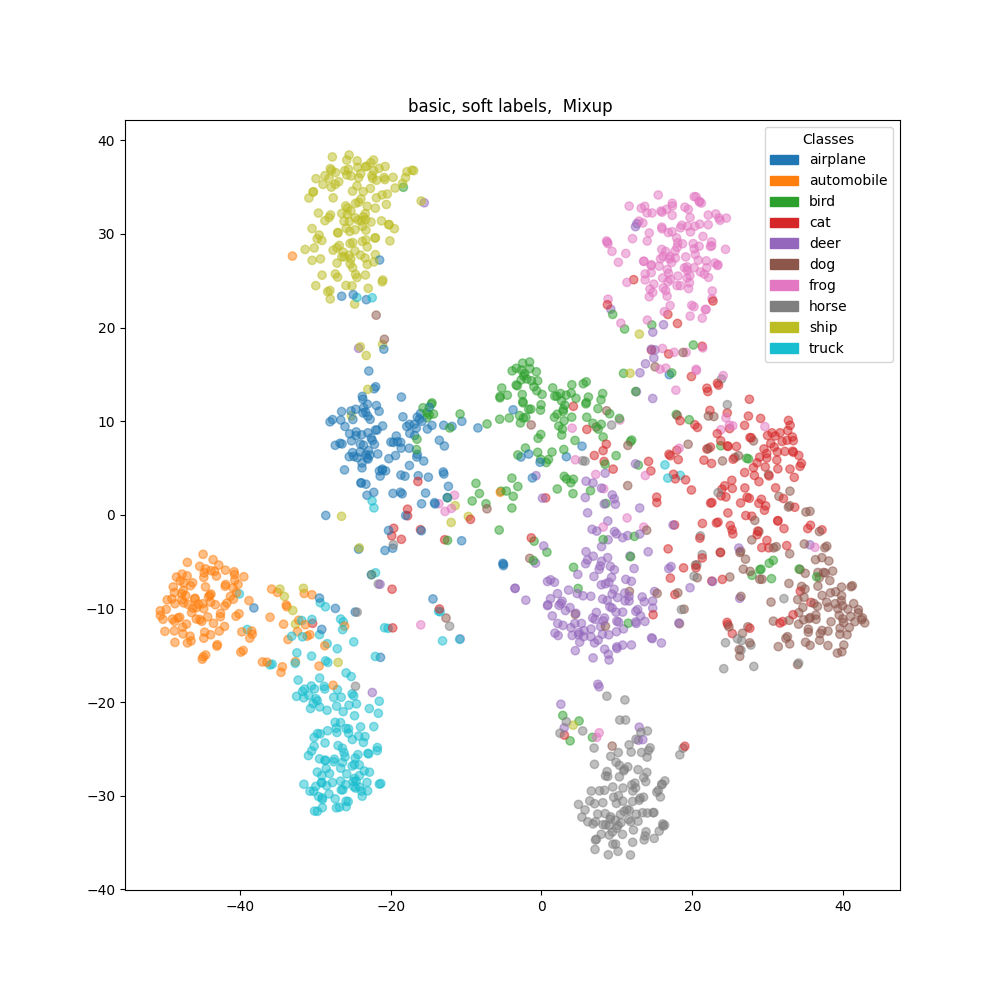 basic, soft labels,  Mixup
Classes
airplane
automobile
bird
cat
deer
dog
frog
horse
ship
truck
40
30
20
10
0
−10
−20
−30
−40
−40
−20
0
20
40